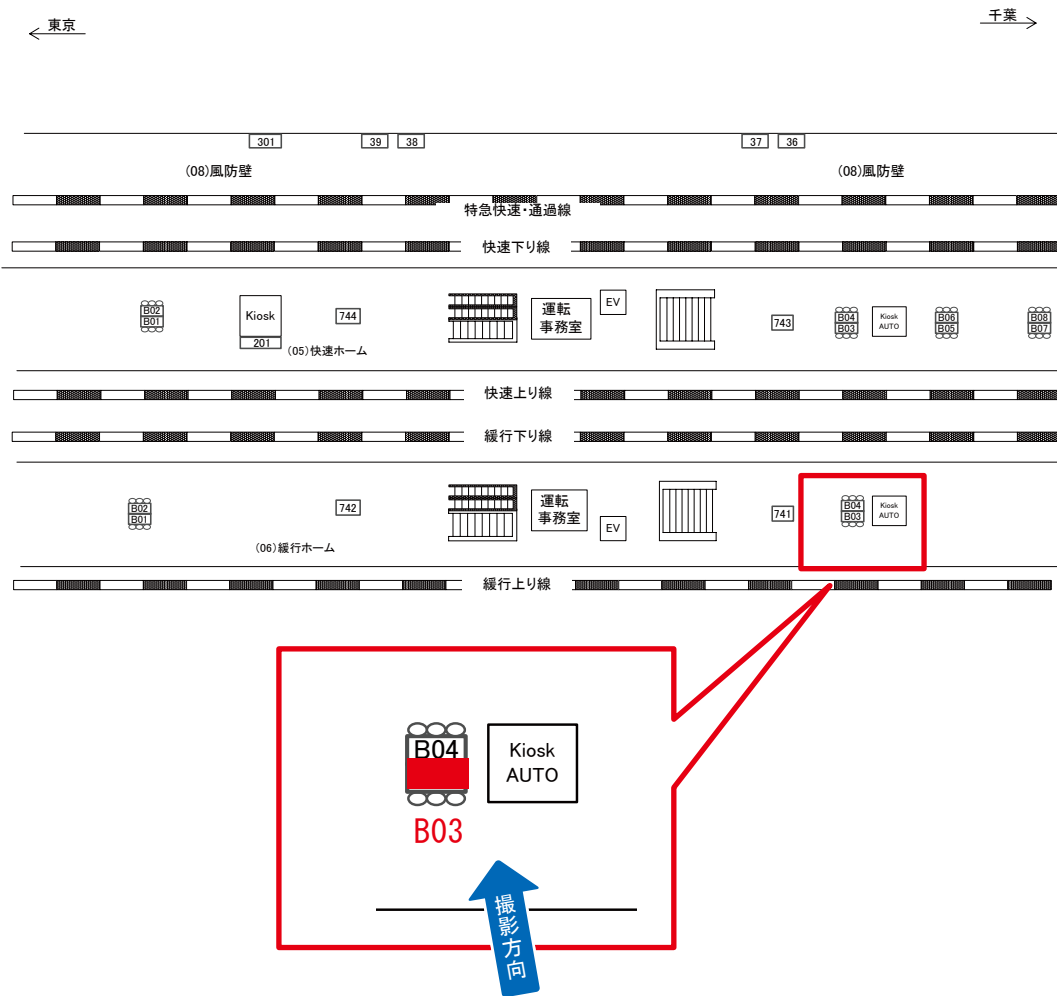 東京
千葉
301
39
38
37
36
(08)風防壁
(08)風防壁
特急快速・通過線
快速下り線
B02
B01
Kiosk
201
744
(05)快速ホーム
運転
事務室
EV
743
B04
B03
Kiosk
AUTO
B06
B05
B08
B07
快速上り線
緩行下り線
B02
B01
742
(06)緩行ホーム
運転
事務室
EV
741
B04
B03
Kiosk
AUTO
緩行上り線
B04
Kiosk
AUTO
B03
撮影方向